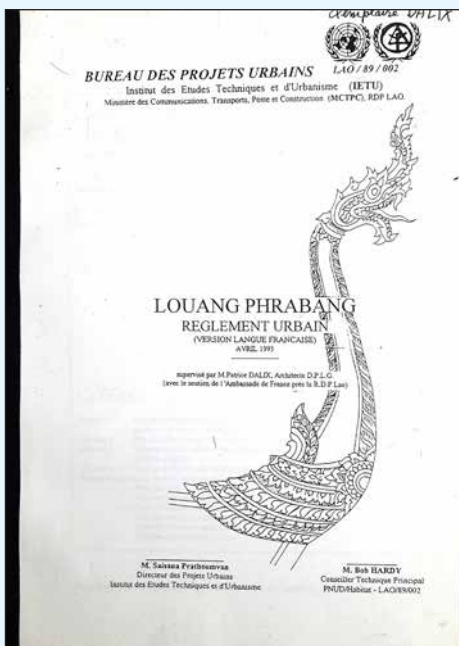 exemplaire DALIX
LAO / 89 / 002
BUREAU DES PROJETS URBAINS
Institut des Etudes Techniques et d'Urbanisme (IETU)
Ministère des Communications, Transports, Poste et Construction (MCTPC), RDP LAO.
LOUANG PHRABANG
REGLEMENT URBAIN
(VERSION LANGUE FRANCAISE)
AVRIL 1993
supervisé par M.Patrice DALIX, Architecte D.P.L.G.
(avec le soutien de l'Ambassade de France près la R.D.P Lao)
M. Saisana Prathoumvan
Directeur des Projets Urbains
Institut des Etudes Techniques et d'Urbanisme
M. Bob HARDY
Conseiller Technique Principal
PNUD/Habitat - LAO/89/002